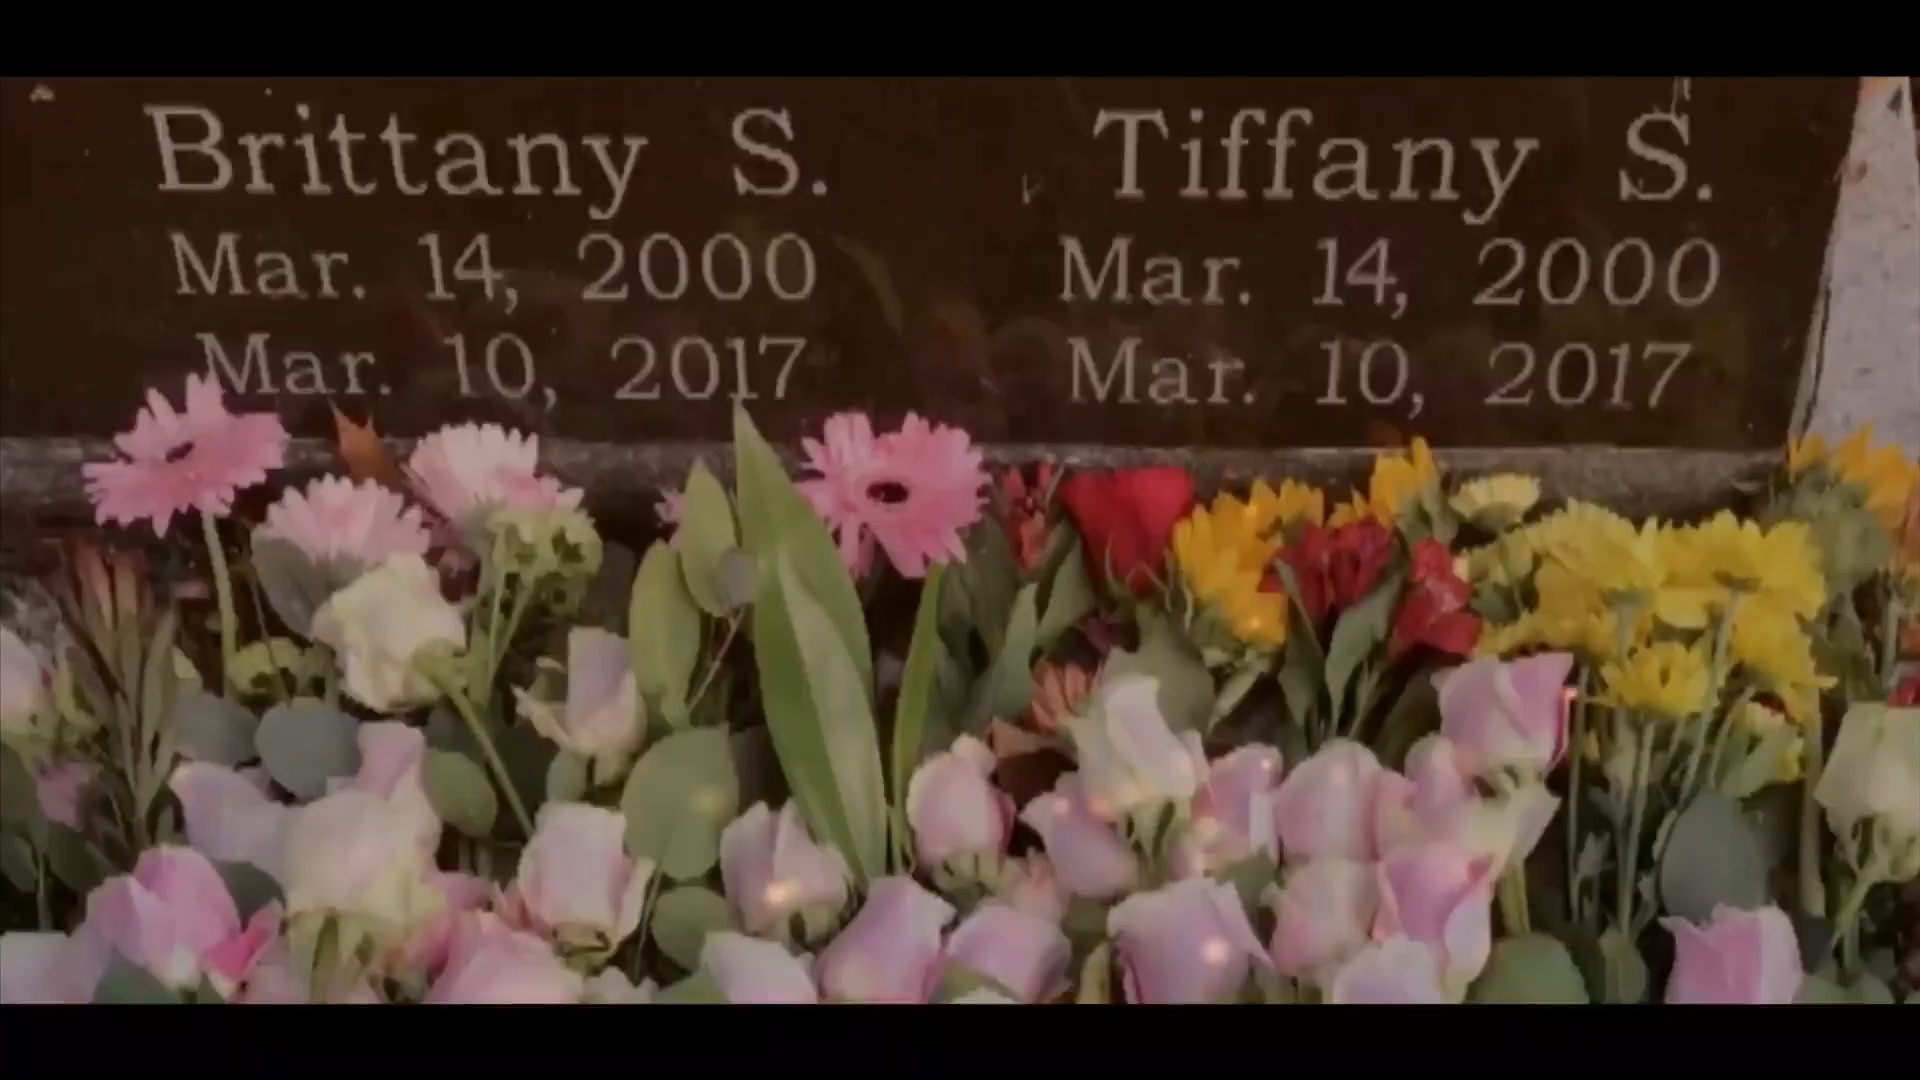 Brittany S.
Mar. 14, 2000
Mar. 10, 2017
Tiffany S.
Mar. 14, 2000
Mar. 10, 2017